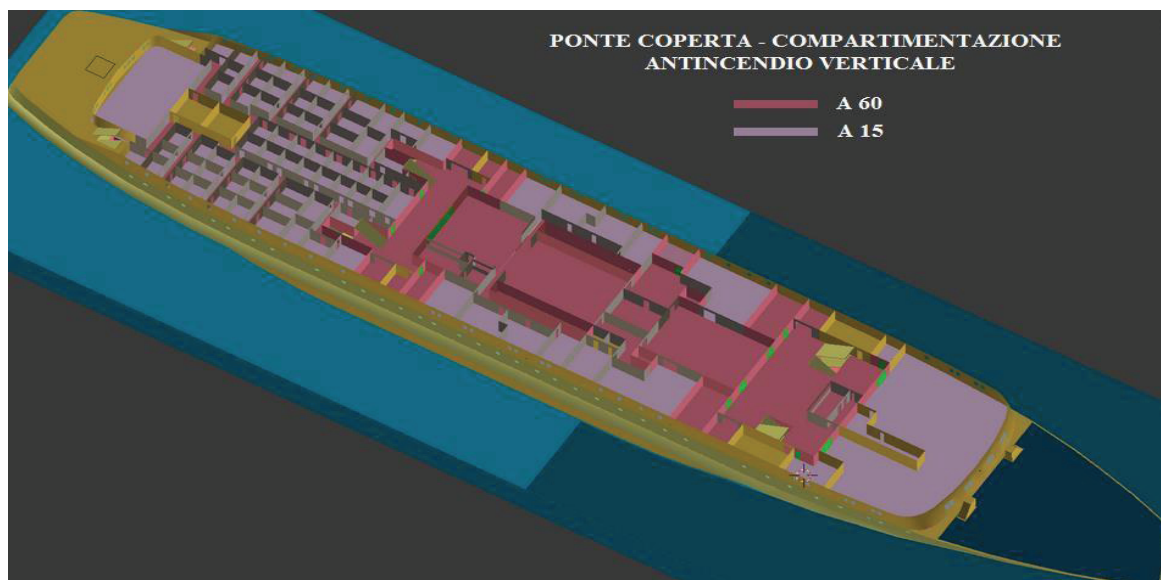 PONTE COPERTA - COMPARTIMENTAZIONE
ANTINCENDIO VERTICALE
A 60
A 15